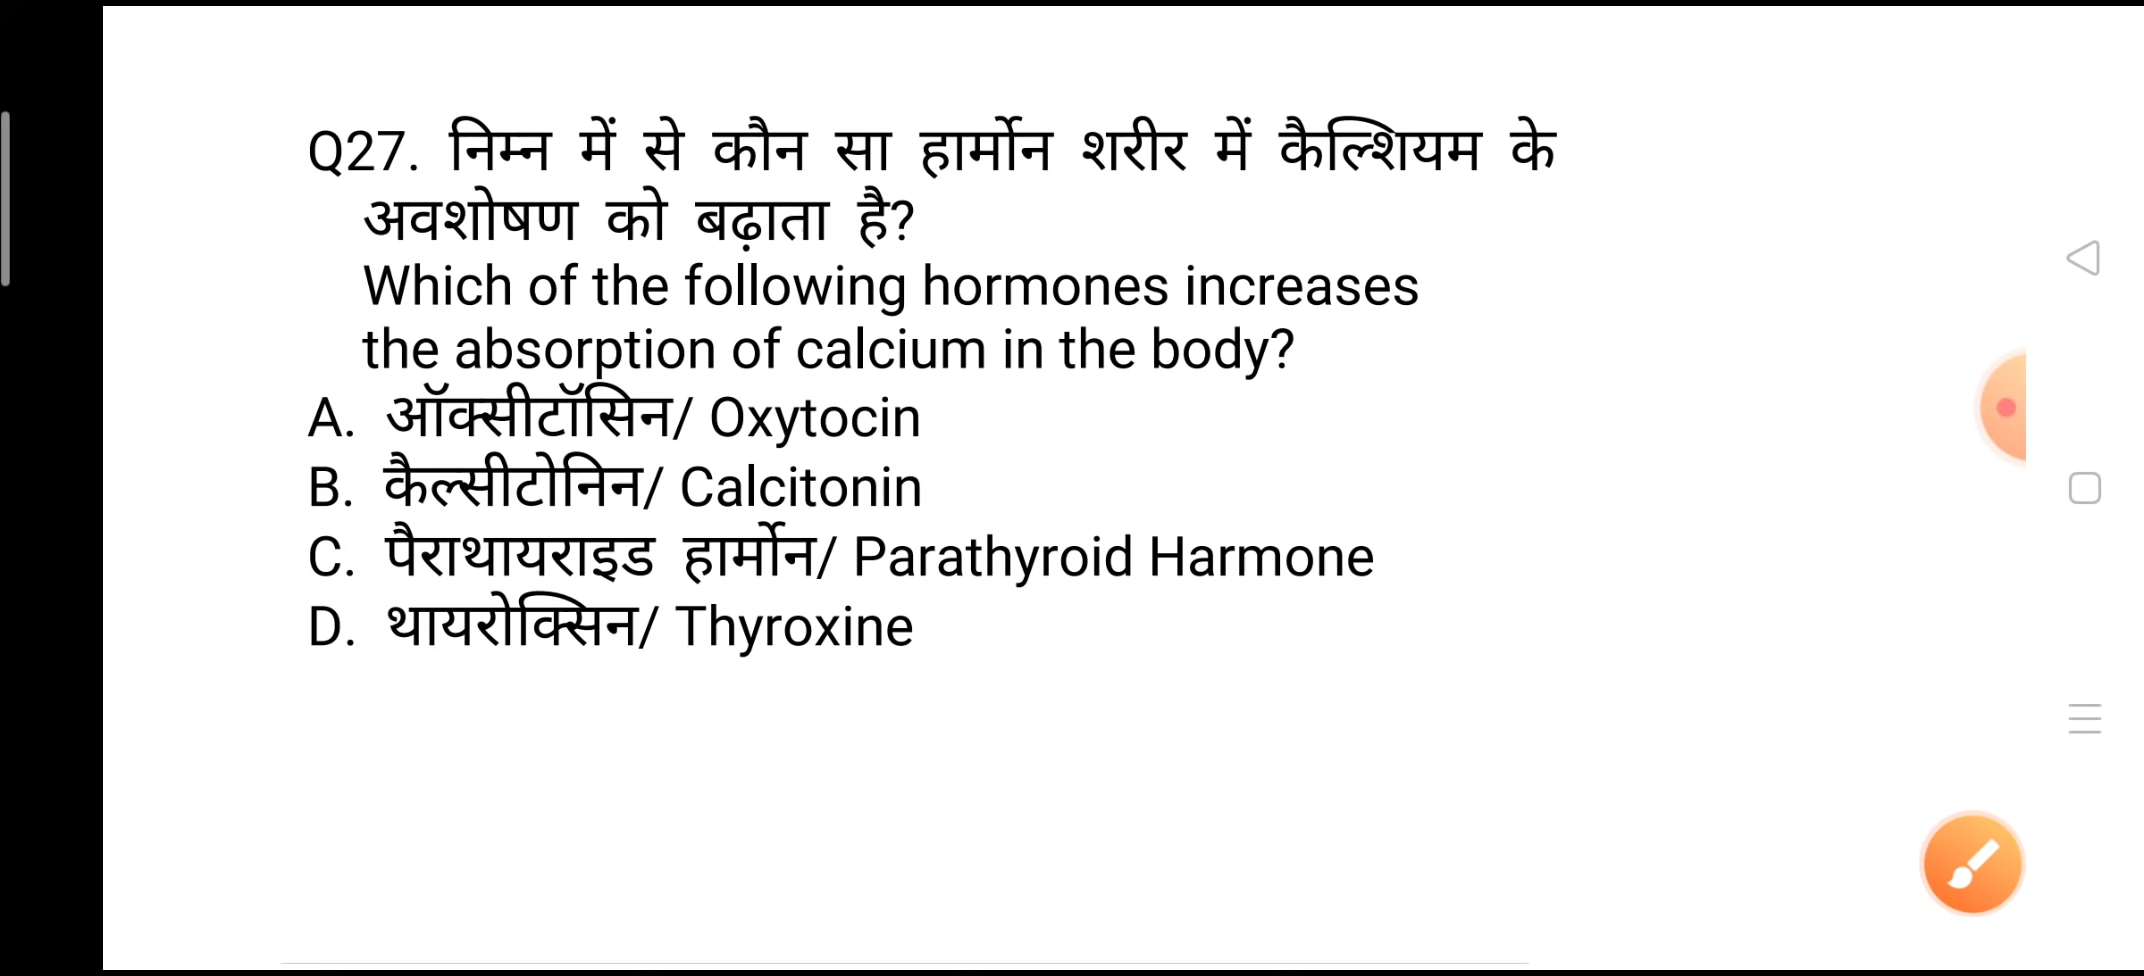 Q27. निम्न में से कौन सा हार्मोन शरीर में कैल्शियम के
अवशोषण को बढ़ाता है?
Which of the following hormones increases
the absorption of calcium in the body?
A. ऑक्सीटॉसिन/ Oxytocin
B. कैल्सीटोनिन/ Calcitonin
C. पैराथायराइड हार्मोन/ Parathyroid Harmone
D. थायरोक्सिन/ Thyroxine